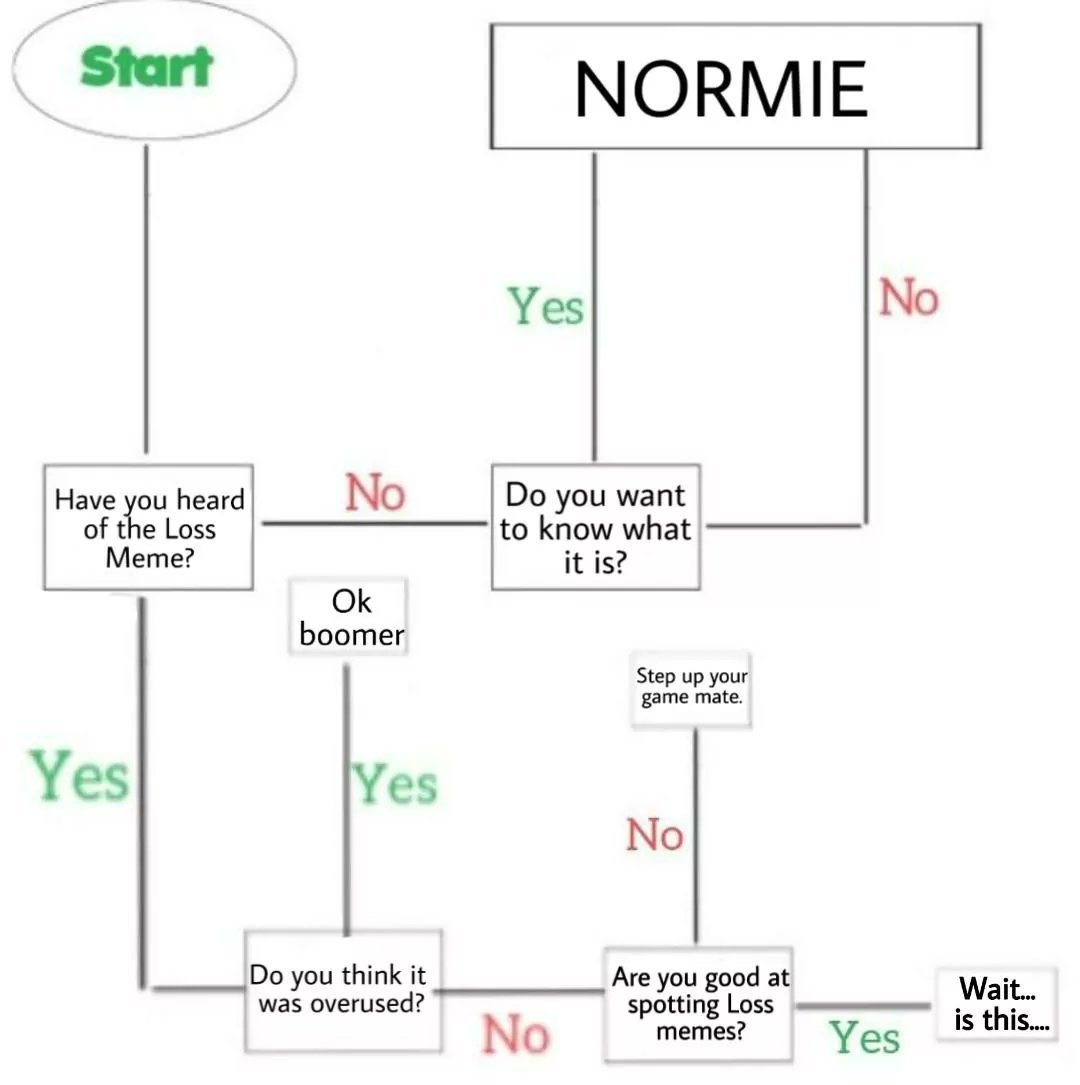 Start
NORMIE
Yes
No
Have you heard
of the Loss
Meme?
No
Do you want
to know what
it is?
Ok
boomer
Step up your
game mate.
Yes
Yes
No
Do you think it
was overused?
No
Are you good at
spotting Loss
memes?
Yes
Wait...
is this....